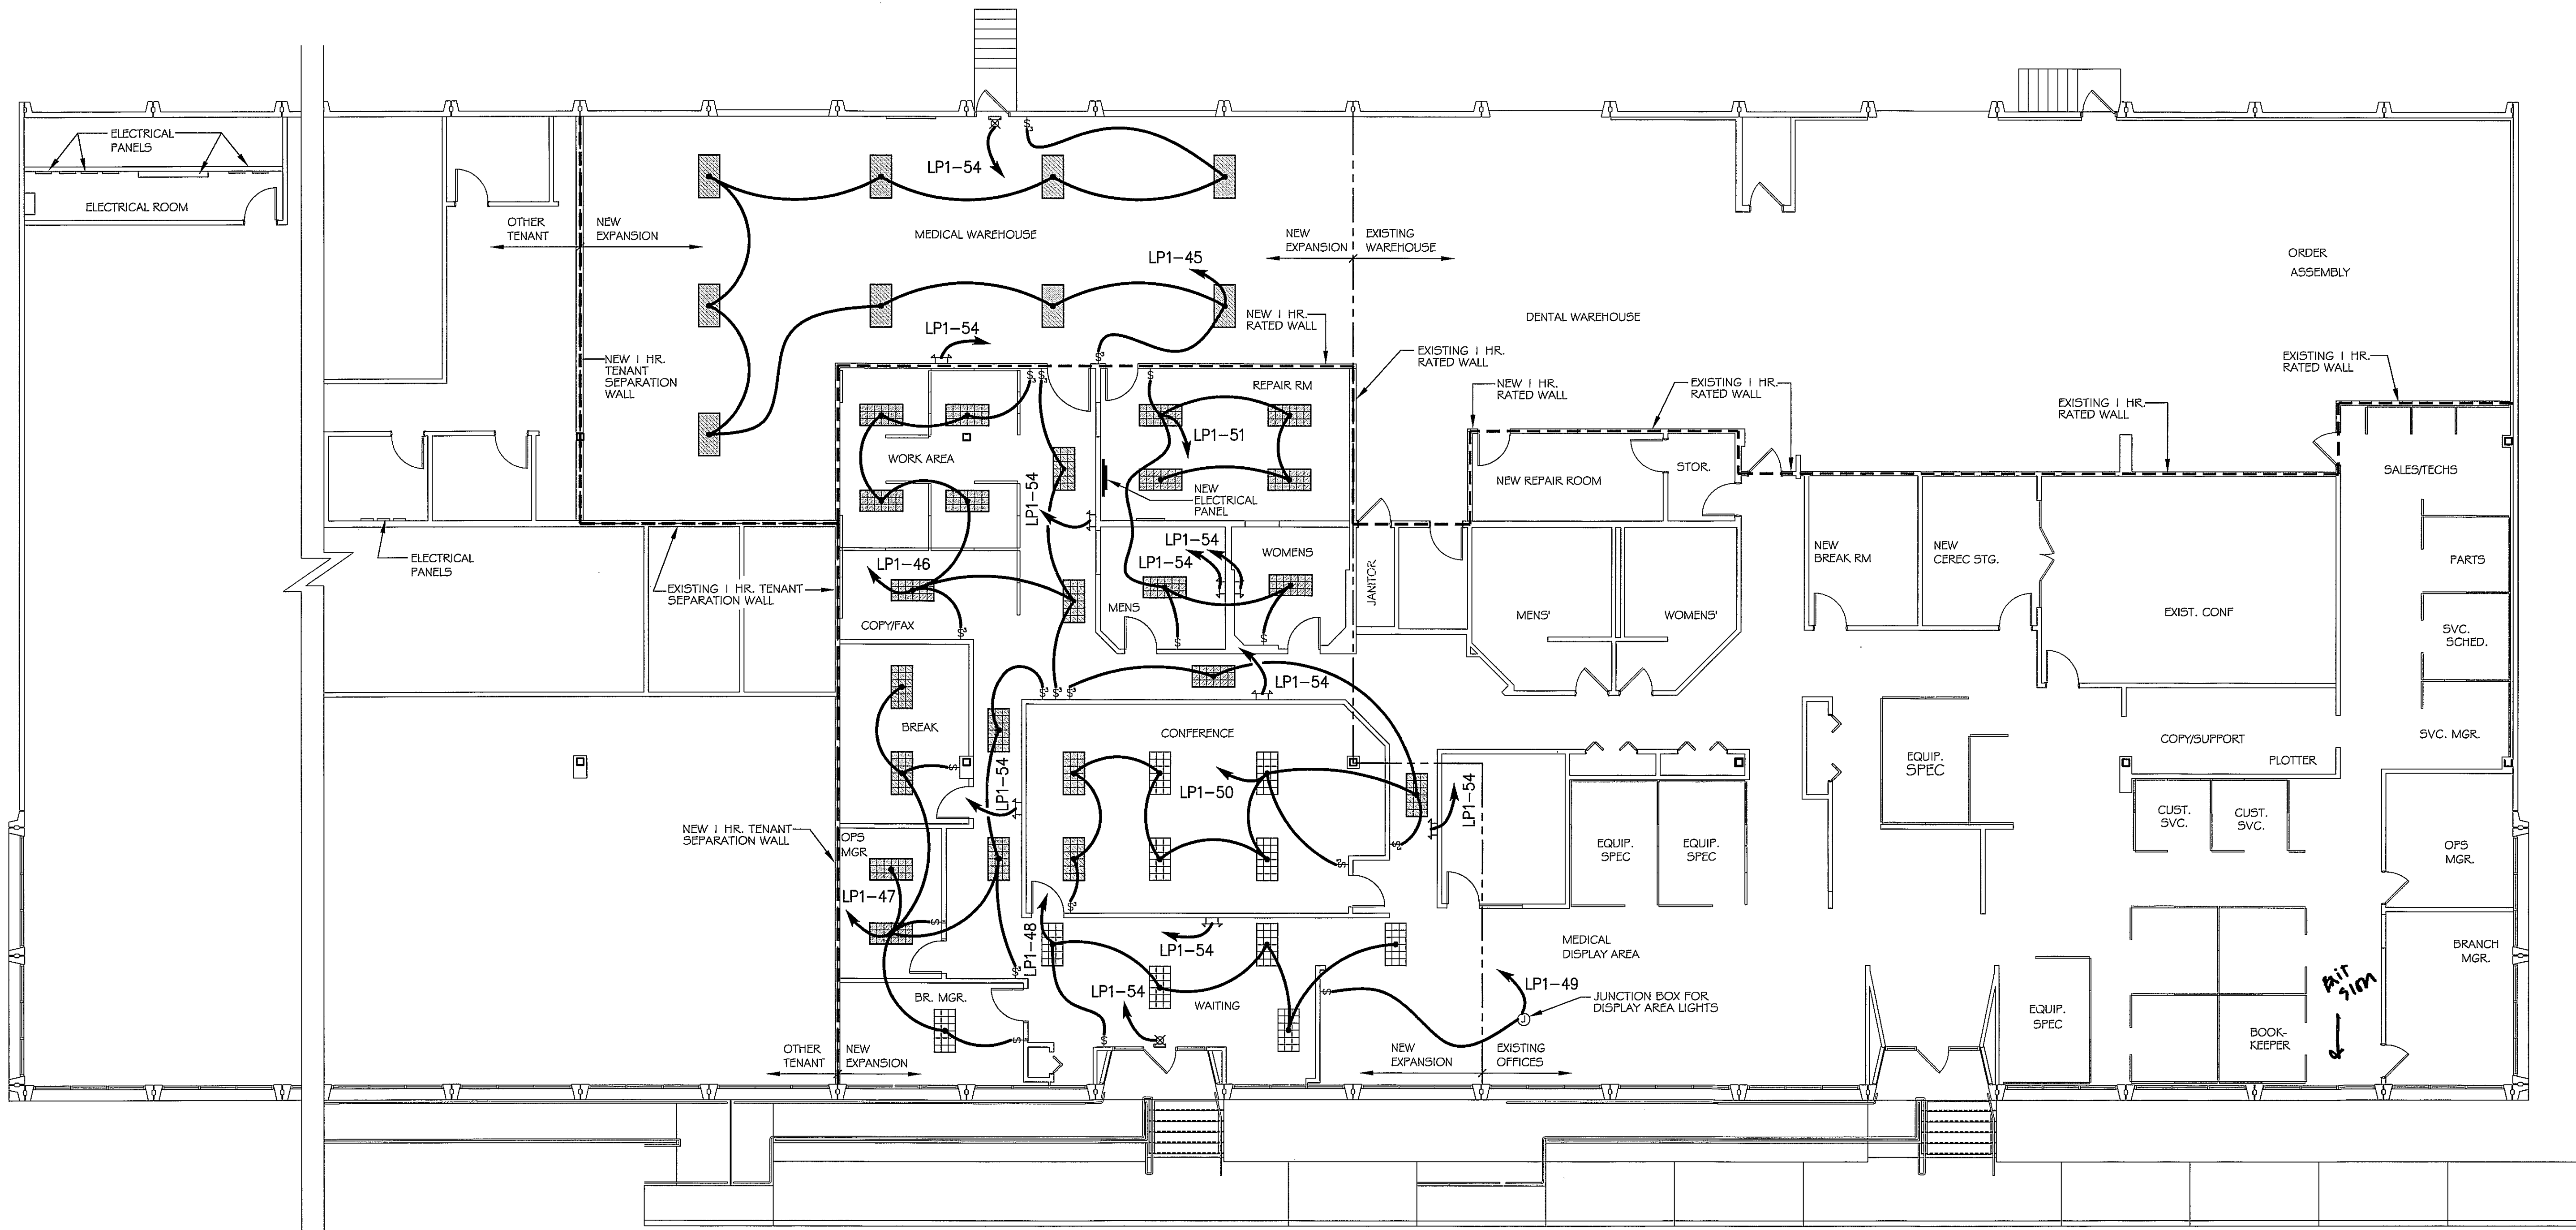 ELECTRICAL
PANELS
ELECTRICAL ROOM
OTHER
TENANT
NEW
EXPANSION
LP1-54
MEDICAL WAREHOUSE
NEW
EXPANSION
EXISTING
WAREHOUSE
LP1-45
ORDER
ASSEMBLY
LP1-54
NEW 1 HR.
RATED WALL
DENTAL WAREHOUSE
NEW 1 HR.
TENANT
SEPARATION
WALL
EXISTING 1 HR.
RATED WALL
NEW 1 HR.
RATED WALL
EXISTING 1 HR.
RATED WALL
EXISTING 1 HR.
RATED WALL
EXISTING 1 HR.
RATED WALL
REPAIR RM
LP1-51
WORK AREA
LP1-54
NEW
ELECTRICAL
PANEL
NEW REPAIR ROOM
STOR.
SALES/TECHS
ELECTRICAL
PANELS
EXISTING 1 HR. TENANT
SEPARATION WALL
LP1-46
COPY/FAX
LP1-54
LP1-54
WOMENS
MENS
JANITOR
MENS'
WOMENS'
NEW
BREAK RM
NEW
CEREC STG.
EXIST. CONF
PARTS
SVC.
SCHED.
LP1-54
BREAK
CONFERENCE
LP1-54
LP1-50
LP1-54
EQUIP.
SPEC
COPY/SUPPORT
PLOTTER
SVC. MGR.
NEW 1 HR. TENANT
SEPARATION WALL
OPS
MGR
LP1-47
EQUIP.
SPEC
EQUIP.
SPEC
CUST.
SVC.
CUST.
SVC.
OPS
MGR.
LP1-48
LP1-54
MEDICAL
DISPLAY AREA
BRANCH
MGR.
LP1-54
BR. MGR.
WAITING
LP1-49
JUNCTION BOX FOR
DISPLAY AREA LIGHTS
J
EQUIP.
SPEC
BOOK-
KEEPER
Exit
sign
OTHER
TENANT
NEW
EXPANSION
NEW
EXPANSION
EXISTING
OFFICES